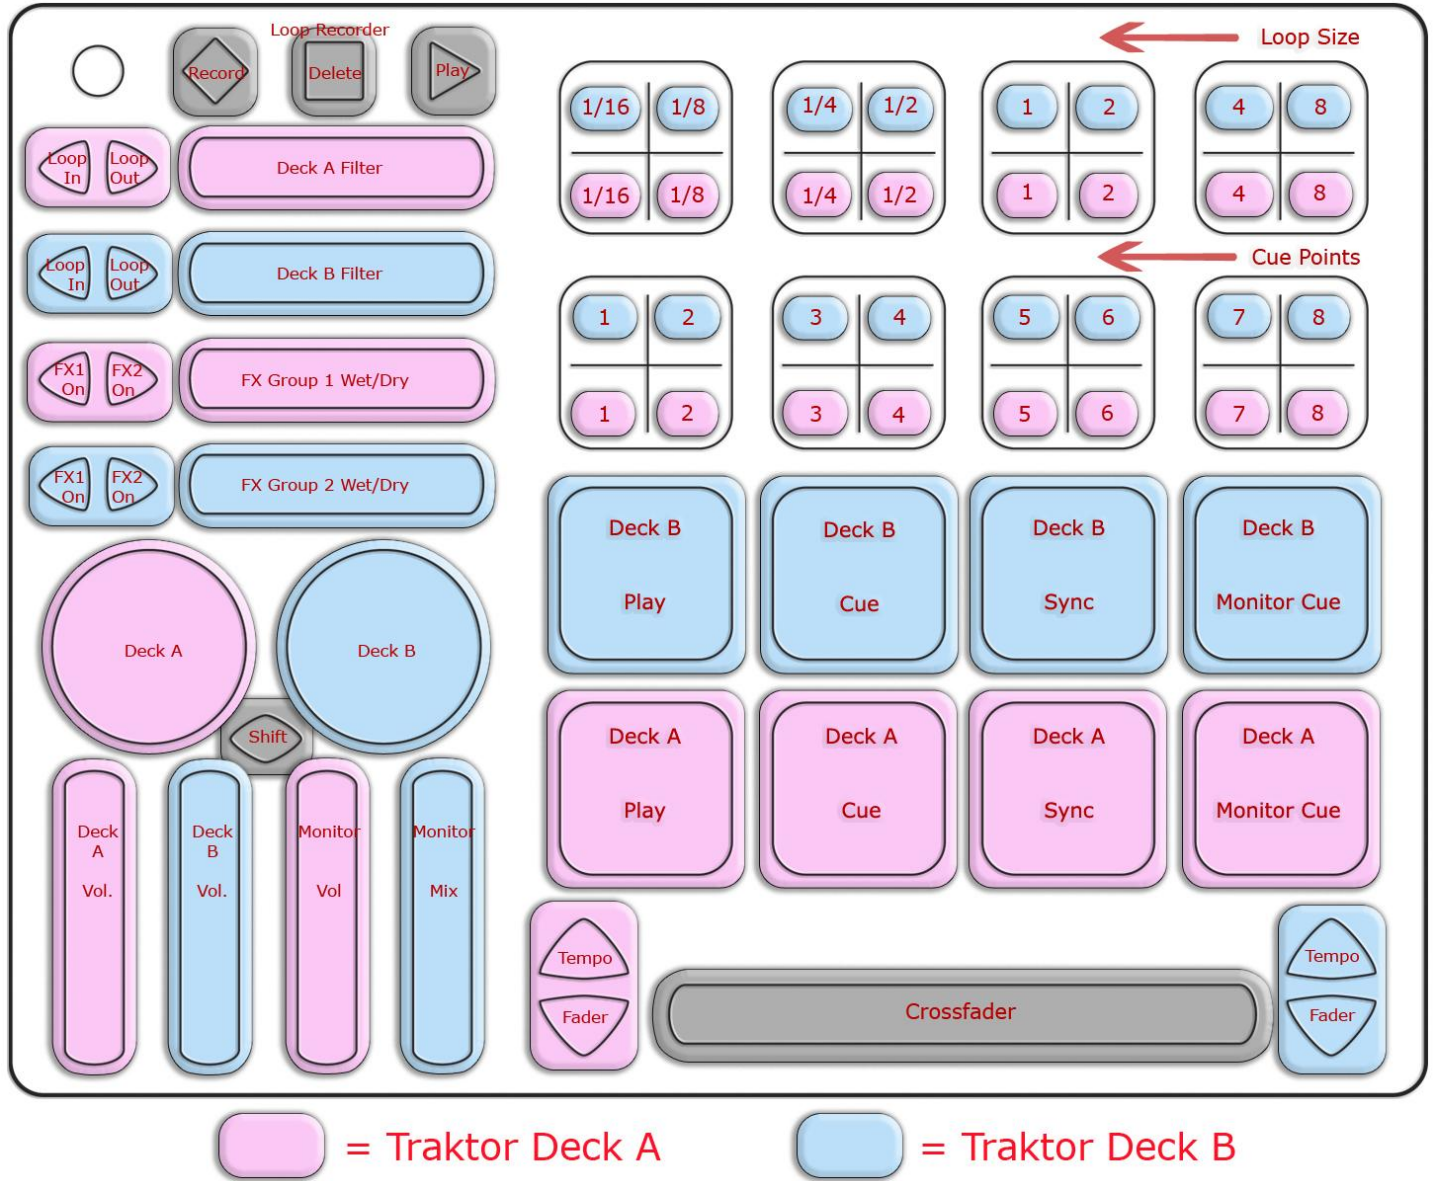 Loop Recorder
Record
Delete
Play
Loop Size
1/16 1/8 1/4 1/2 1 2 4 8
1/16 1/8 1/4 1/2 1 2 4 8
Loop
In
Loop
Out
Deck A Filter
Loop
In
Loop
Out
Deck B Filter
Cue Points
1 2 3 4 5 6 7 8
1 2 3 4 5 6 7 8
FX1
On
FX2
On
FX Group 1 Wet/Dry
FX1
On
FX2
On
FX Group 2 Wet/Dry
Deck B
Play
Deck B
Cue
Deck B
Sync
Deck B
Monitor Cue
Deck A
Deck B
Shift
Deck A
Play
Deck A
Cue
Deck A
Sync
Deck A
Monitor Cue
Deck
A
Vol.
Deck
B
Vol.
Monitor
Vol
Monitor
Mix
Tempo
Fader
Crossfader
Tempo
Fader
= Traktor Deck A
= Traktor Deck B